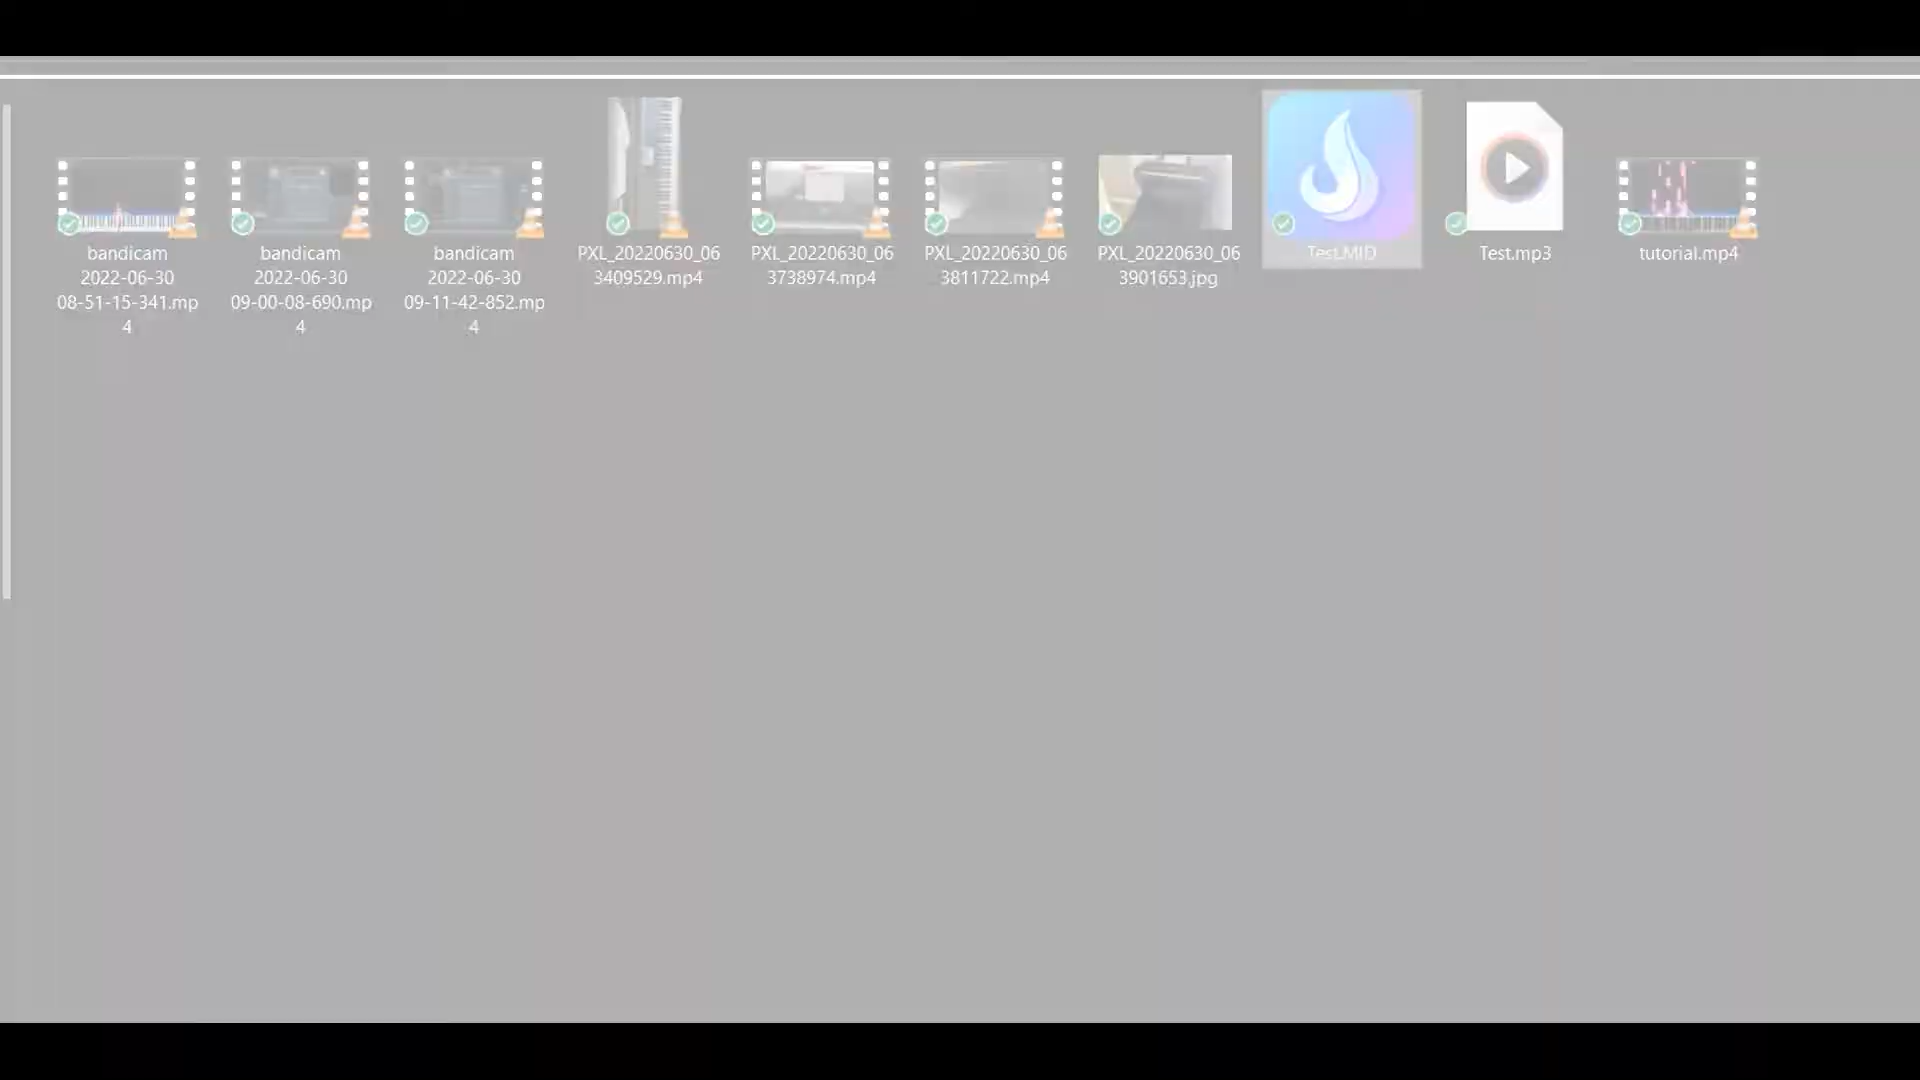 bandicam
2022-06-30
08-51-15-341.mp
4
bandicam
2022-06-30
09-00-08-690.mp
4
bandicam
2022-06-30
09-11-42-852.mp
4
PXL_20220630_06
3409529.mp4
PXL_20220630_06
3738974.mp4
PXL_20220630_06
3811722.mp4
PXL_20220630_06
3901653.jpg
Test.MID
Test.mp3
tutorial.mp4